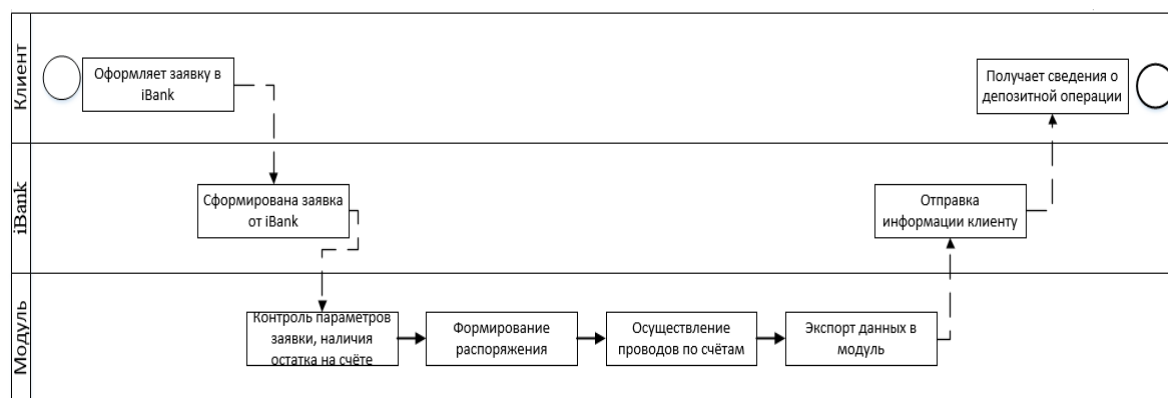 Клиент
Оформляет заявку в
iBank
Получает сведения о
депозитной операции
iBank
Сформирована заявка
от iBank
Отправка
информации клиенту
Модуль
Контроль параметров
заявки, наличия
остатка на счёте
Формирование
распоряжения
Осуществление
проводов по счётам
Экспорт данных в
модуль